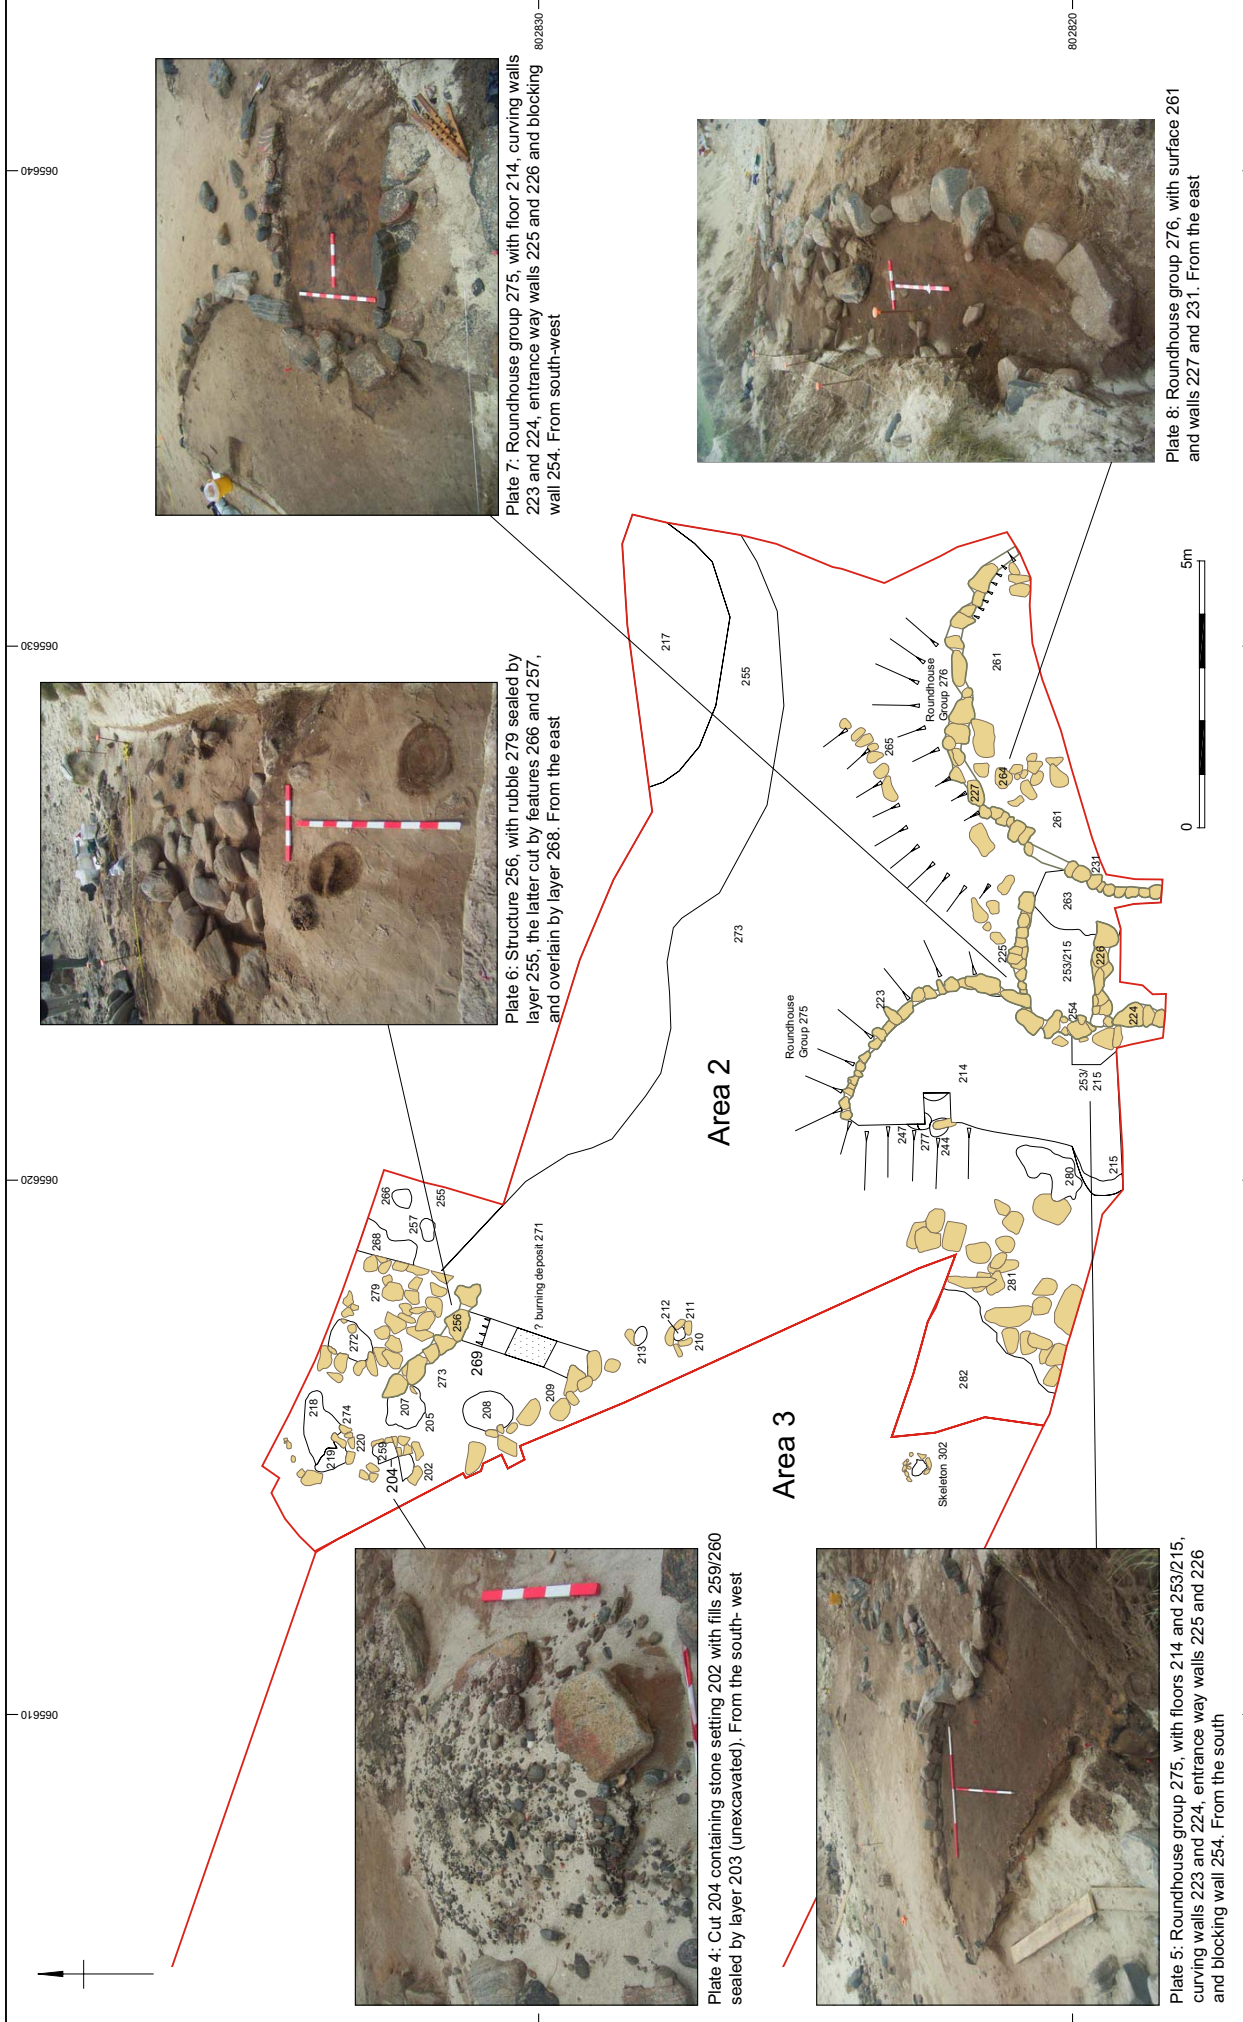 802830
802820
095610
095620
095630
095640
Plate 4: Cut 204 containing stone setting 202 with fills 259/260
sealed by layer 203 (unexcavated). From the south- west
Plate 6: Structure 256, with rubble 279 sealed by
layer 255, the latter cut by features 266 and 257,
and overlain by layer 268. From the east
Plate 7: Roundhouse group 275, with floor 214, curving walls
223 and 224, entrance way walls 225 and 226 and blocking
wall 254. From south-west
Plate 5: Roundhouse group 275, with floors 214 and 253/215,
curving walls 223 and 224, entrance way walls 225 and 226
and blocking wall 254. From the south
Plate 8: Roundhouse group 276, with surface 261
and walls 227 and 231. From the east
218
219
274
220
259
204
202
207
205
272
279
268
266
257
255
256
273
269
208
209
? burning deposit 271
213
212
211
210
217
255
273
Area 2
Area 3
Skeleton 302
282
281
280
215
Roundhouse
Group 275
223
214
247
277
244
253/
215
254
224
225
226
253/215
263
231
265
Roundhouse
Group 276
227
264
261
261
0
5m